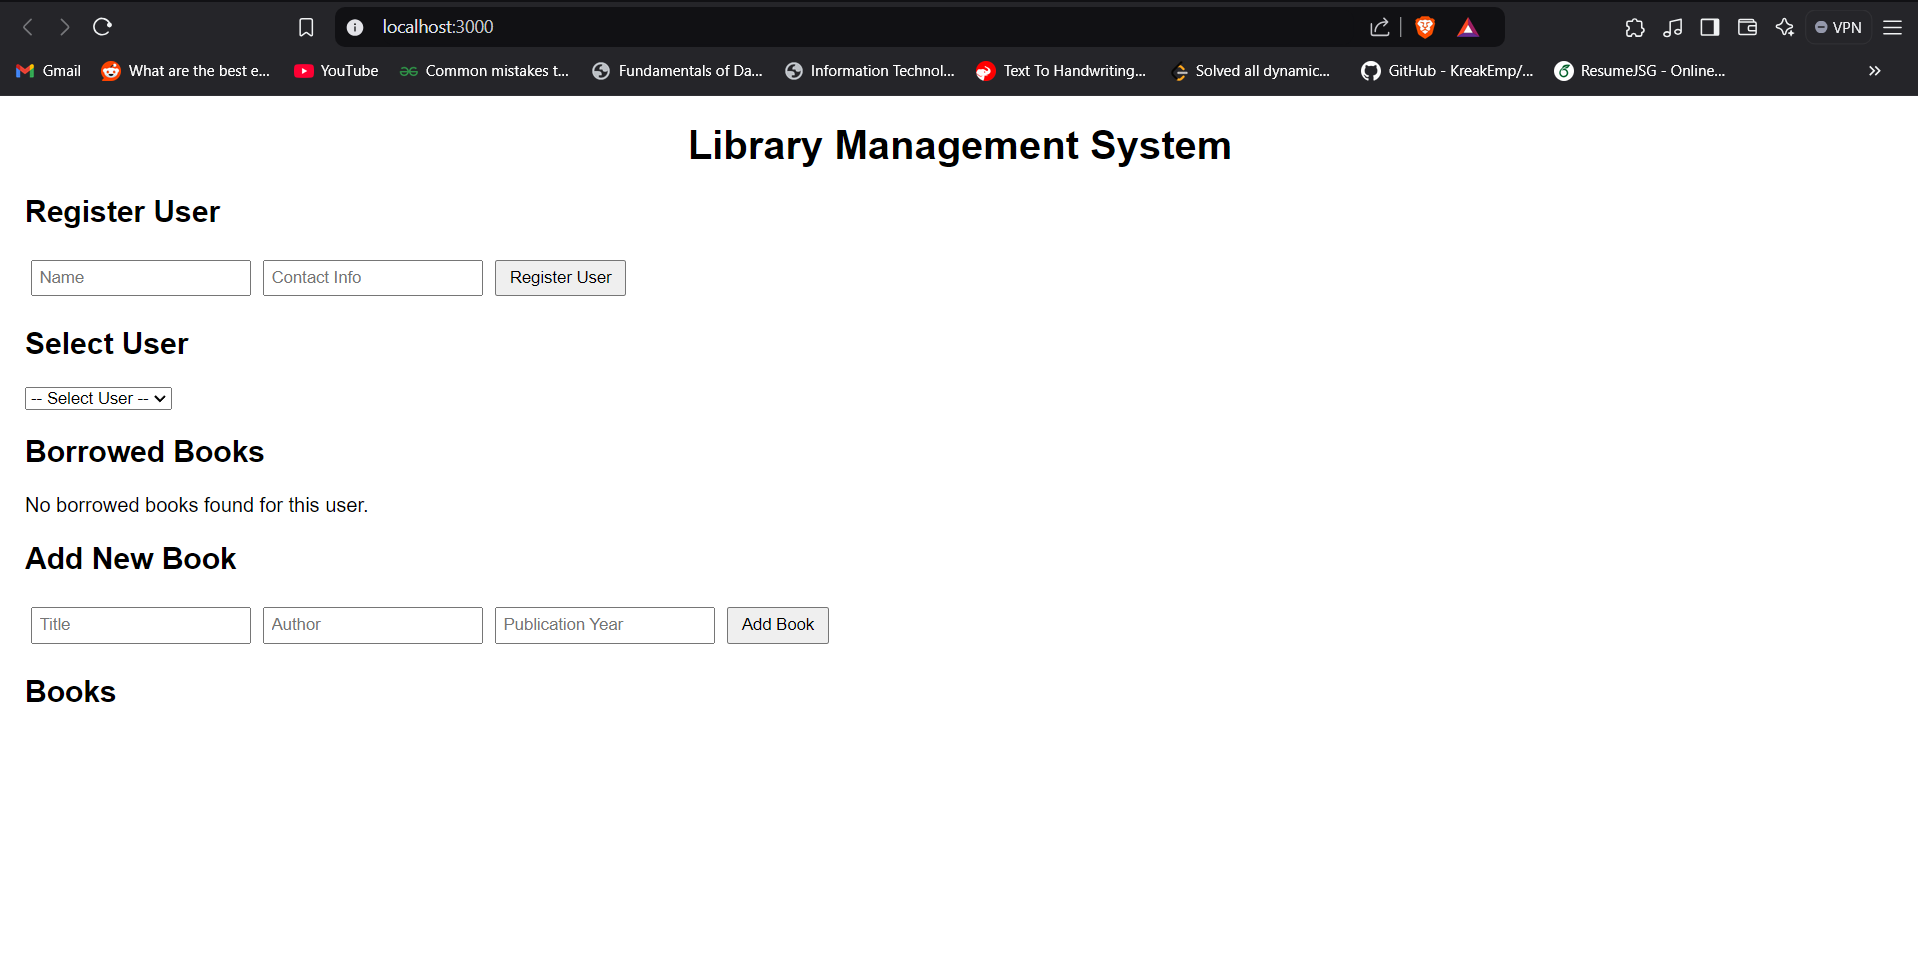 localhost:3000
VPN
Gmail What are the best e... YouTube Common mistakes t... Fundamentals of Da... Information Technol... Text To Handwriting... Solved all dynamic... GitHub - KreakEmp/... ResumeJSG - Online...
Library Management System
Register User
Name Contact Info Register User
Select User
-- Select User --
Borrowed Books
No borrowed books found for this user.
Add New Book
Title Author Publication Year Add Book
Books